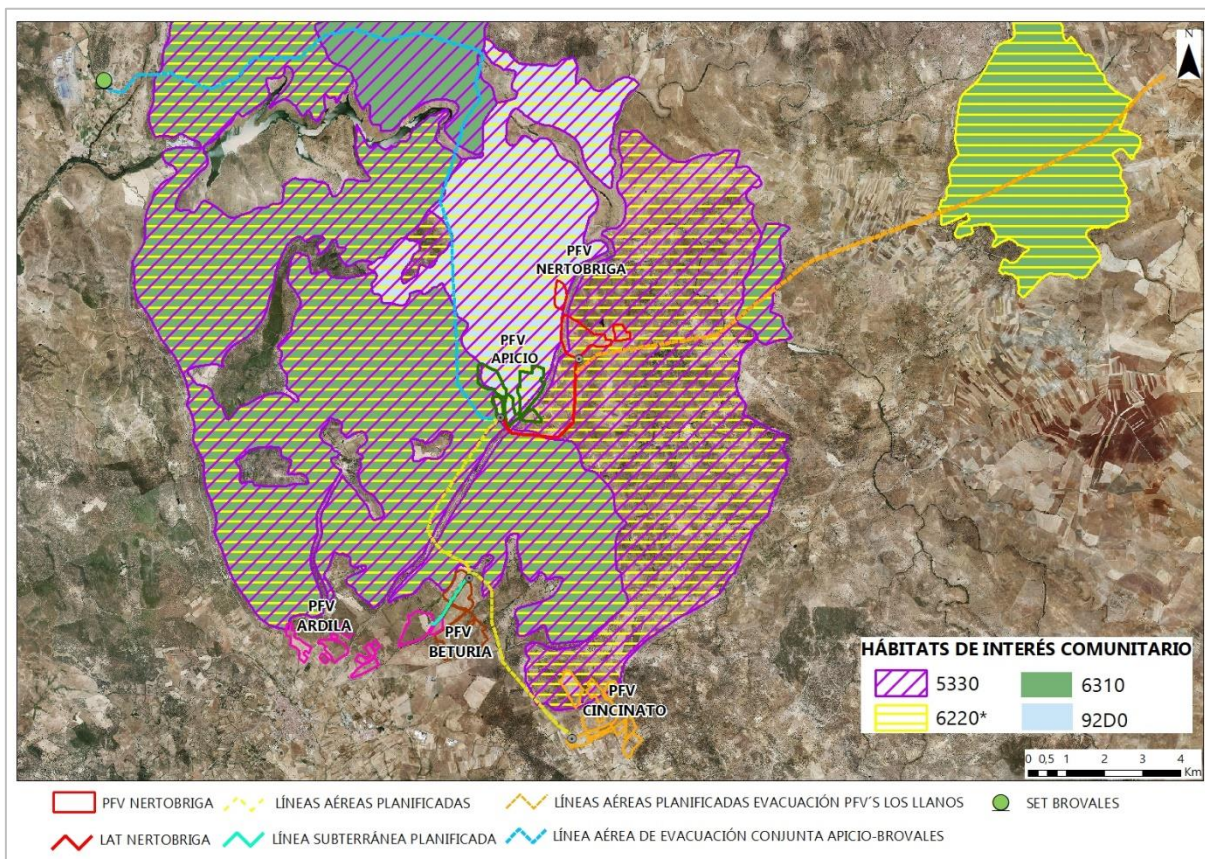 N
PFV
NERTOBRIGA
PFV
APICIO
PFV
ARDILA
PFV
BETURIA
PFV
CINCINATO
HÁBITATS DE INTERÉS COMUNITARIO
5330
6310
6220*
92D0
0 0,5 1 2 3 4
Km
PFV NERTOBRIGA
LÍNEAS AÉREAS PLANIFICADAS
LÍNEAS AÉREAS PLANIFICADAS EVACUACIÓN PFV´S LOS LLANOS
SET BROVALES
LAT NERTOBRIGA
LÍNEA SUBTERRÁNEA PLANIFICADA
LÍNEA AÉREA DE EVACUACIÓN CONJUNTA APICIO-BROVALES